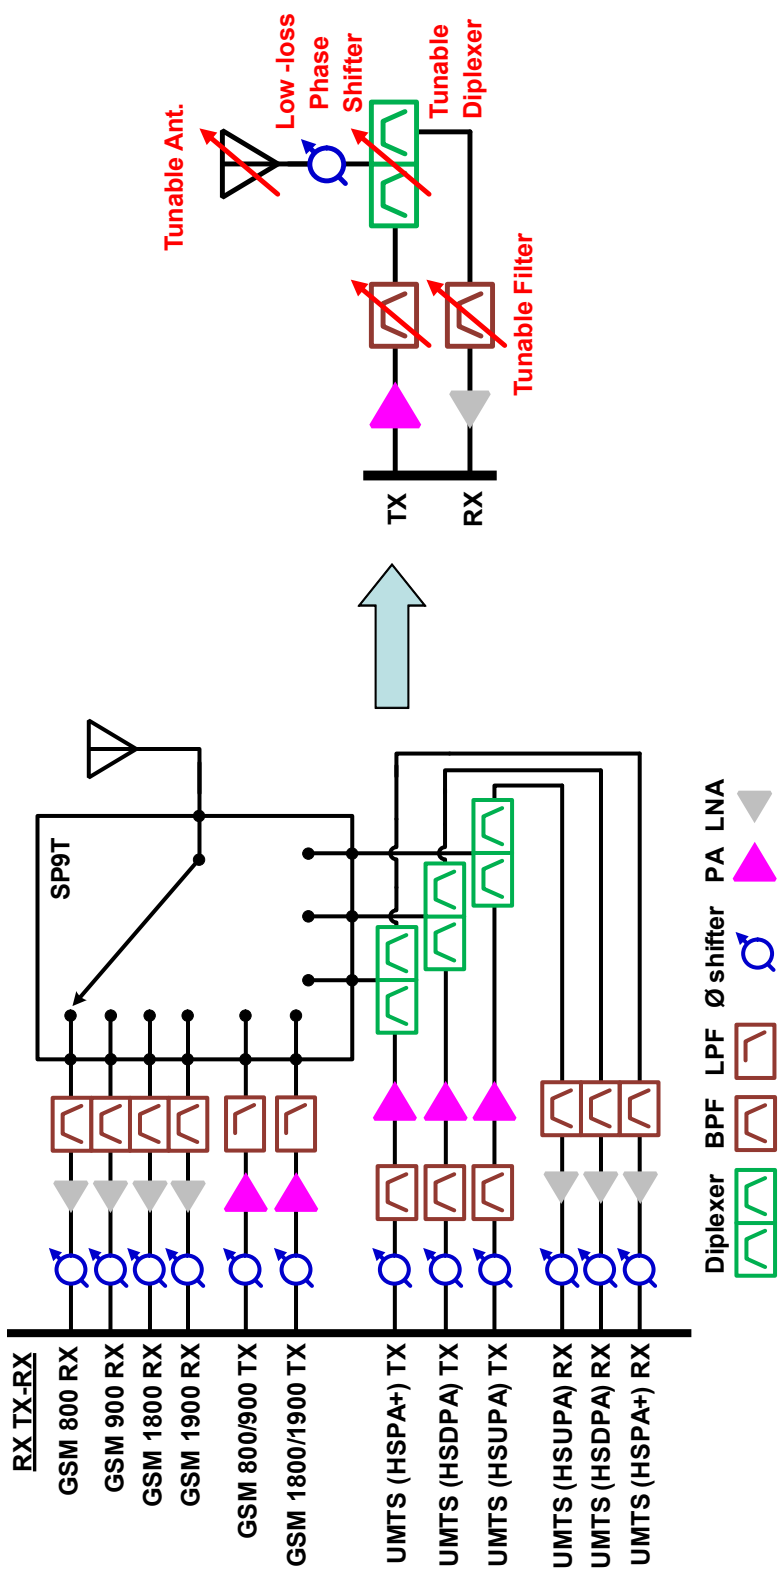 RX TX-RX
GSM 800 RX
GSM 900 RX
GSM 1800 RX
GSM 1900 RX
GSM 800/900 TX
GSM 1800/1900 TX
UMTS (HSPA+) TX
UMTS (HSDPA) TX
UMTS (HSUPA) TX
UMTS (HSUPA) RX
UMTS (HSDPA) RX
UMTS (HSPA+) RX
SP9T
Diplexer
BPF
LPF
Ø shifter
PA
LNA
TX
RX
Tunable Ant.
Low -loss
Phase
Shifter
Tunable
Diplexer
Tunable Filter